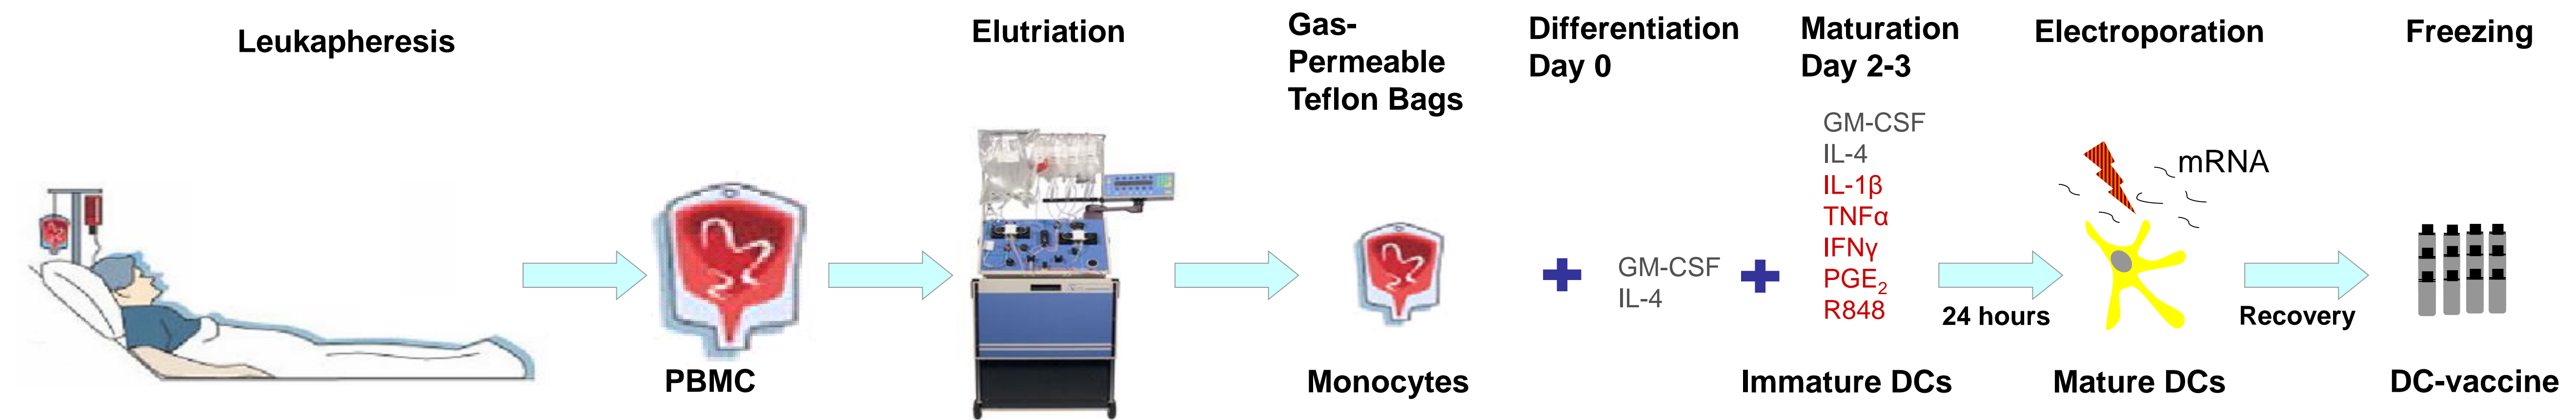 Leukapheresis
PBMC
Elutriation
Gas-
Permeable
Teflon Bags
Monocytes
Differentiation
Day 0
GM-CSF
IL-4
Maturation
Day 2-3
GM-CSF
IL-4
IL-1β
TNFα
IFNγ
PGE₂
R848
Immature DCs
24 hours
Electroporation
mRNA
Mature DCs
Recovery
Freezing
DC-vaccine